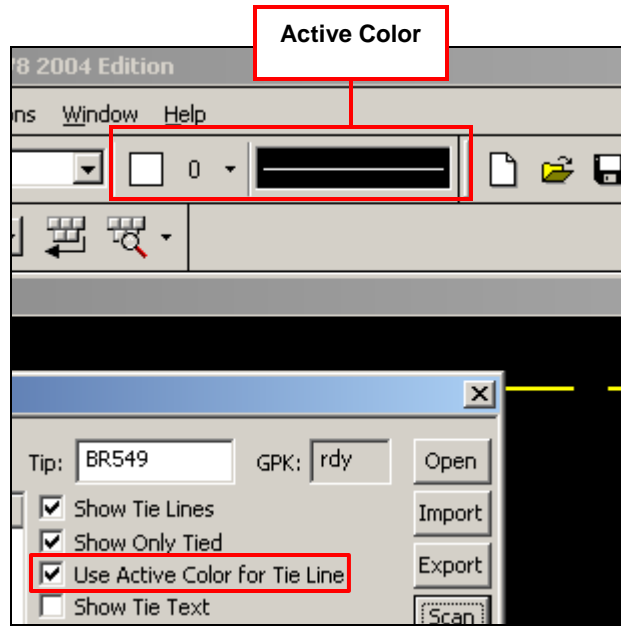 Active Color
'8 2004 Edition
ns Window Help
0
Tip: BR549 GPK: rdy Open
Show Tie Lines
Import
Show Only Tied
Use Active Color for Tie Line
Export
Show Tie Text
Scan